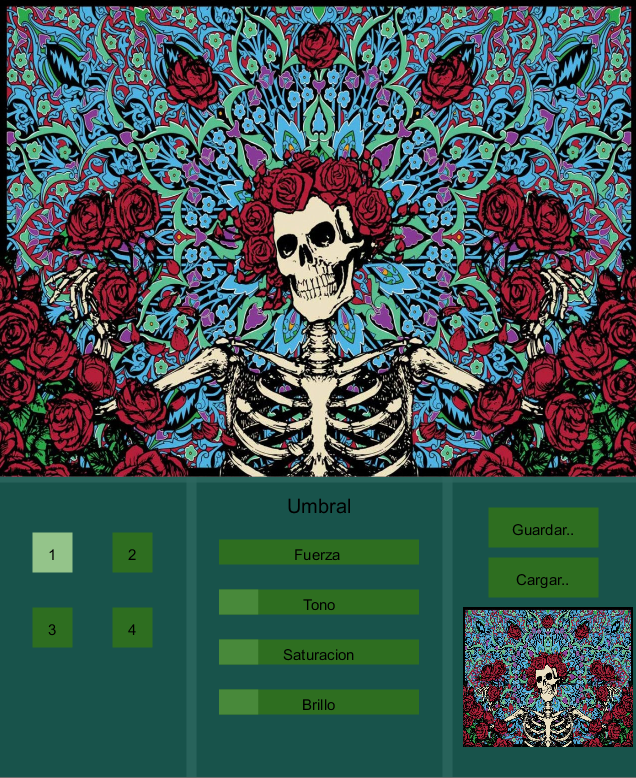 1
2
3
4
Umbral
Fuerza
Tono
Saturacion
Brillo
Guardar..
Cargar..